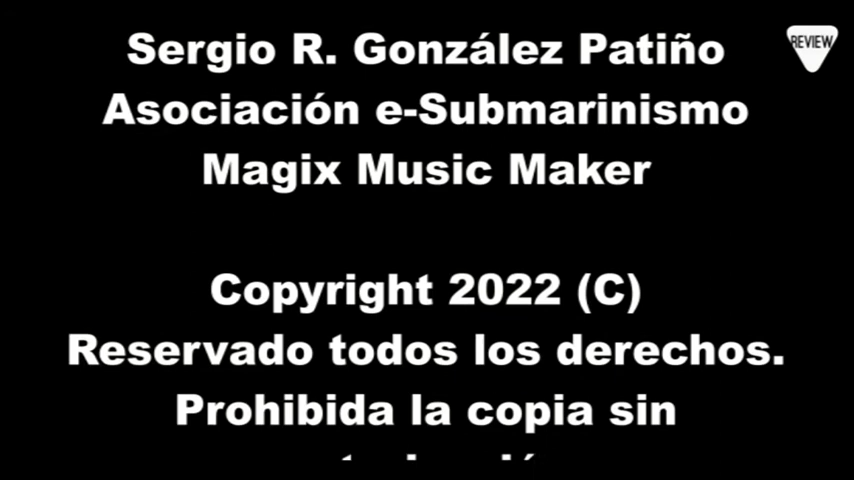 REVIEW
Sergio R. González Patiño
Asociación e-Submarinismo
Magix Music Maker
Copyright 2022 (C)
Reservado todos los derechos.
Prohibida la copia sin